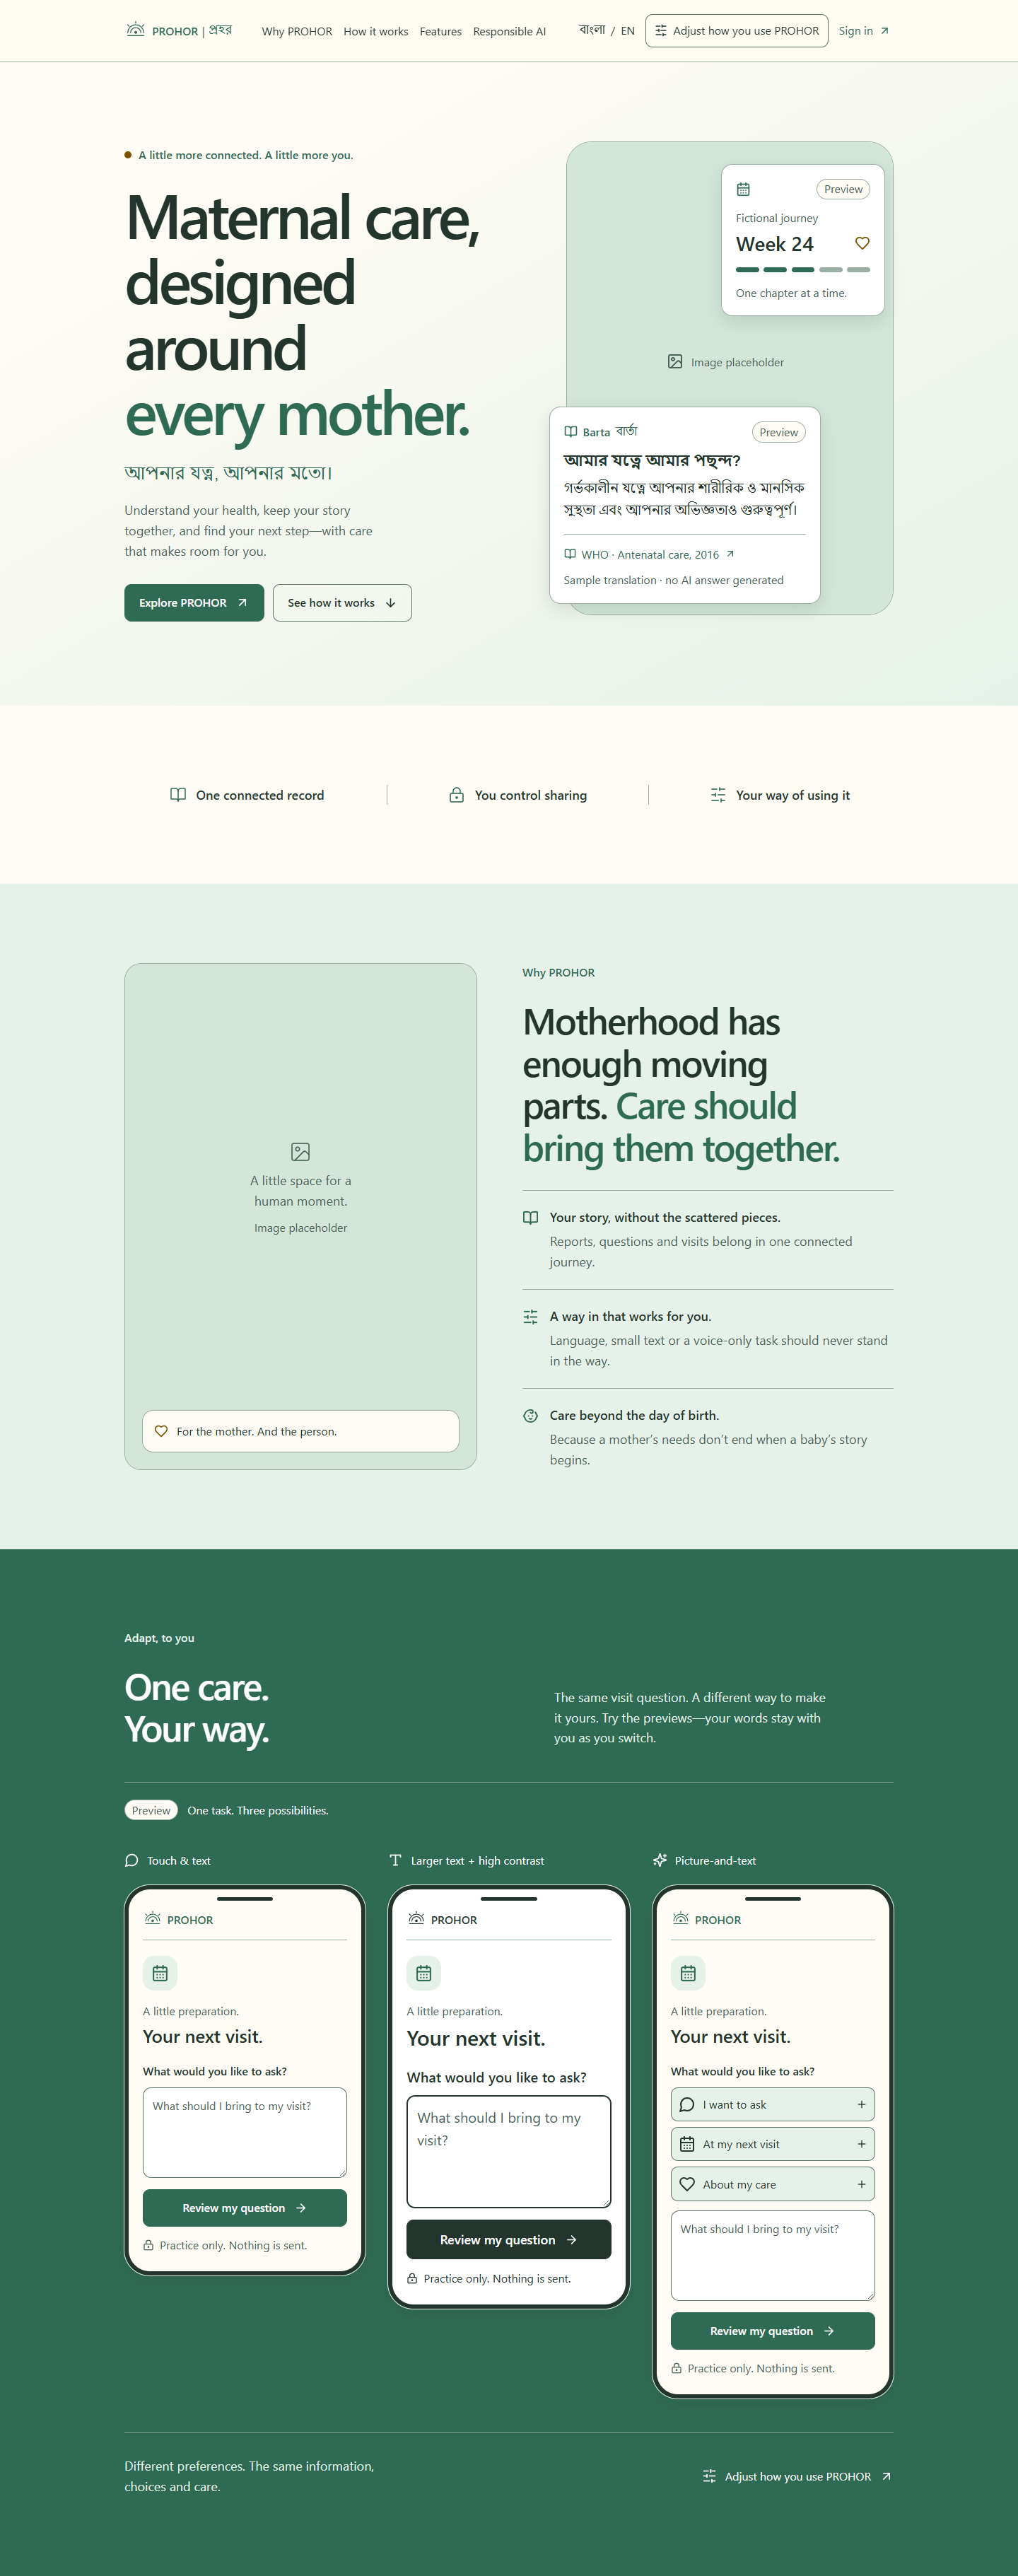 PROHOR | প্রহর
Why PROHOR
How it works
Features
Responsible AI
বাংলা / EN
Adjust how you use PROHOR
Sign in
A little more connected. A little more you.
Maternal care,
designed
around
every mother.
আপনার যত্ন, আপনার মতো।
Understand your health, keep your story
together, and find your next step—with care
that makes room for you.
Explore PROHOR
See how it works
Preview
Fictional journey
Week 24
One chapter at a time.
Image placeholder
Barta বার্তা
Preview
আমার যত্নে আমার পছন্দ?
গর্ভকালীন যত্নে আপনার শারীরিক ও মানসিক
সুস্থতা এবং আপনার অভিজ্ঞতাও গুরুত্বপূর্ণ।
WHO · Antenatal care, 2016
Sample translation · no AI answer generated
One connected record
You control sharing
Your way of using it
A little space for a
human moment.
Image placeholder
For the mother. And the person.
Why PROHOR
Motherhood has
enough moving
parts. Care should
bring them together.
Your story, without the scattered pieces.
Reports, questions and visits belong in one connected
journey.
A way in that works for you.
Language, small text or a voice-only task should never stand
in the way.
Care beyond the day of birth.
Because a mother’s needs don’t end when a baby’s story
begins.
Adapt, to you
One care.
Your way.
The same visit question. A different way to make
it yours. Try the previews—your words stay with
you as you switch.
Preview
One task. Three possibilities.
Touch & text
PROHOR
A little preparation.
Your next visit.
What would you like to ask?
What should I bring to my visit?
Review my question
Practice only. Nothing is sent.
Larger text + high contrast
PROHOR
A little preparation.
Your next visit.
What would you like to ask?
What should I bring to my
visit?
Review my question
Practice only. Nothing is sent.
Picture-and-text
PROHOR
A little preparation.
Your next visit.
What would you like to ask?
I want to ask +
At my next visit +
About my care +
What should I bring to my visit?
Review my question
Practice only. Nothing is sent.
Different preferences. The same information,
choices and care.
Adjust how you use PROHOR